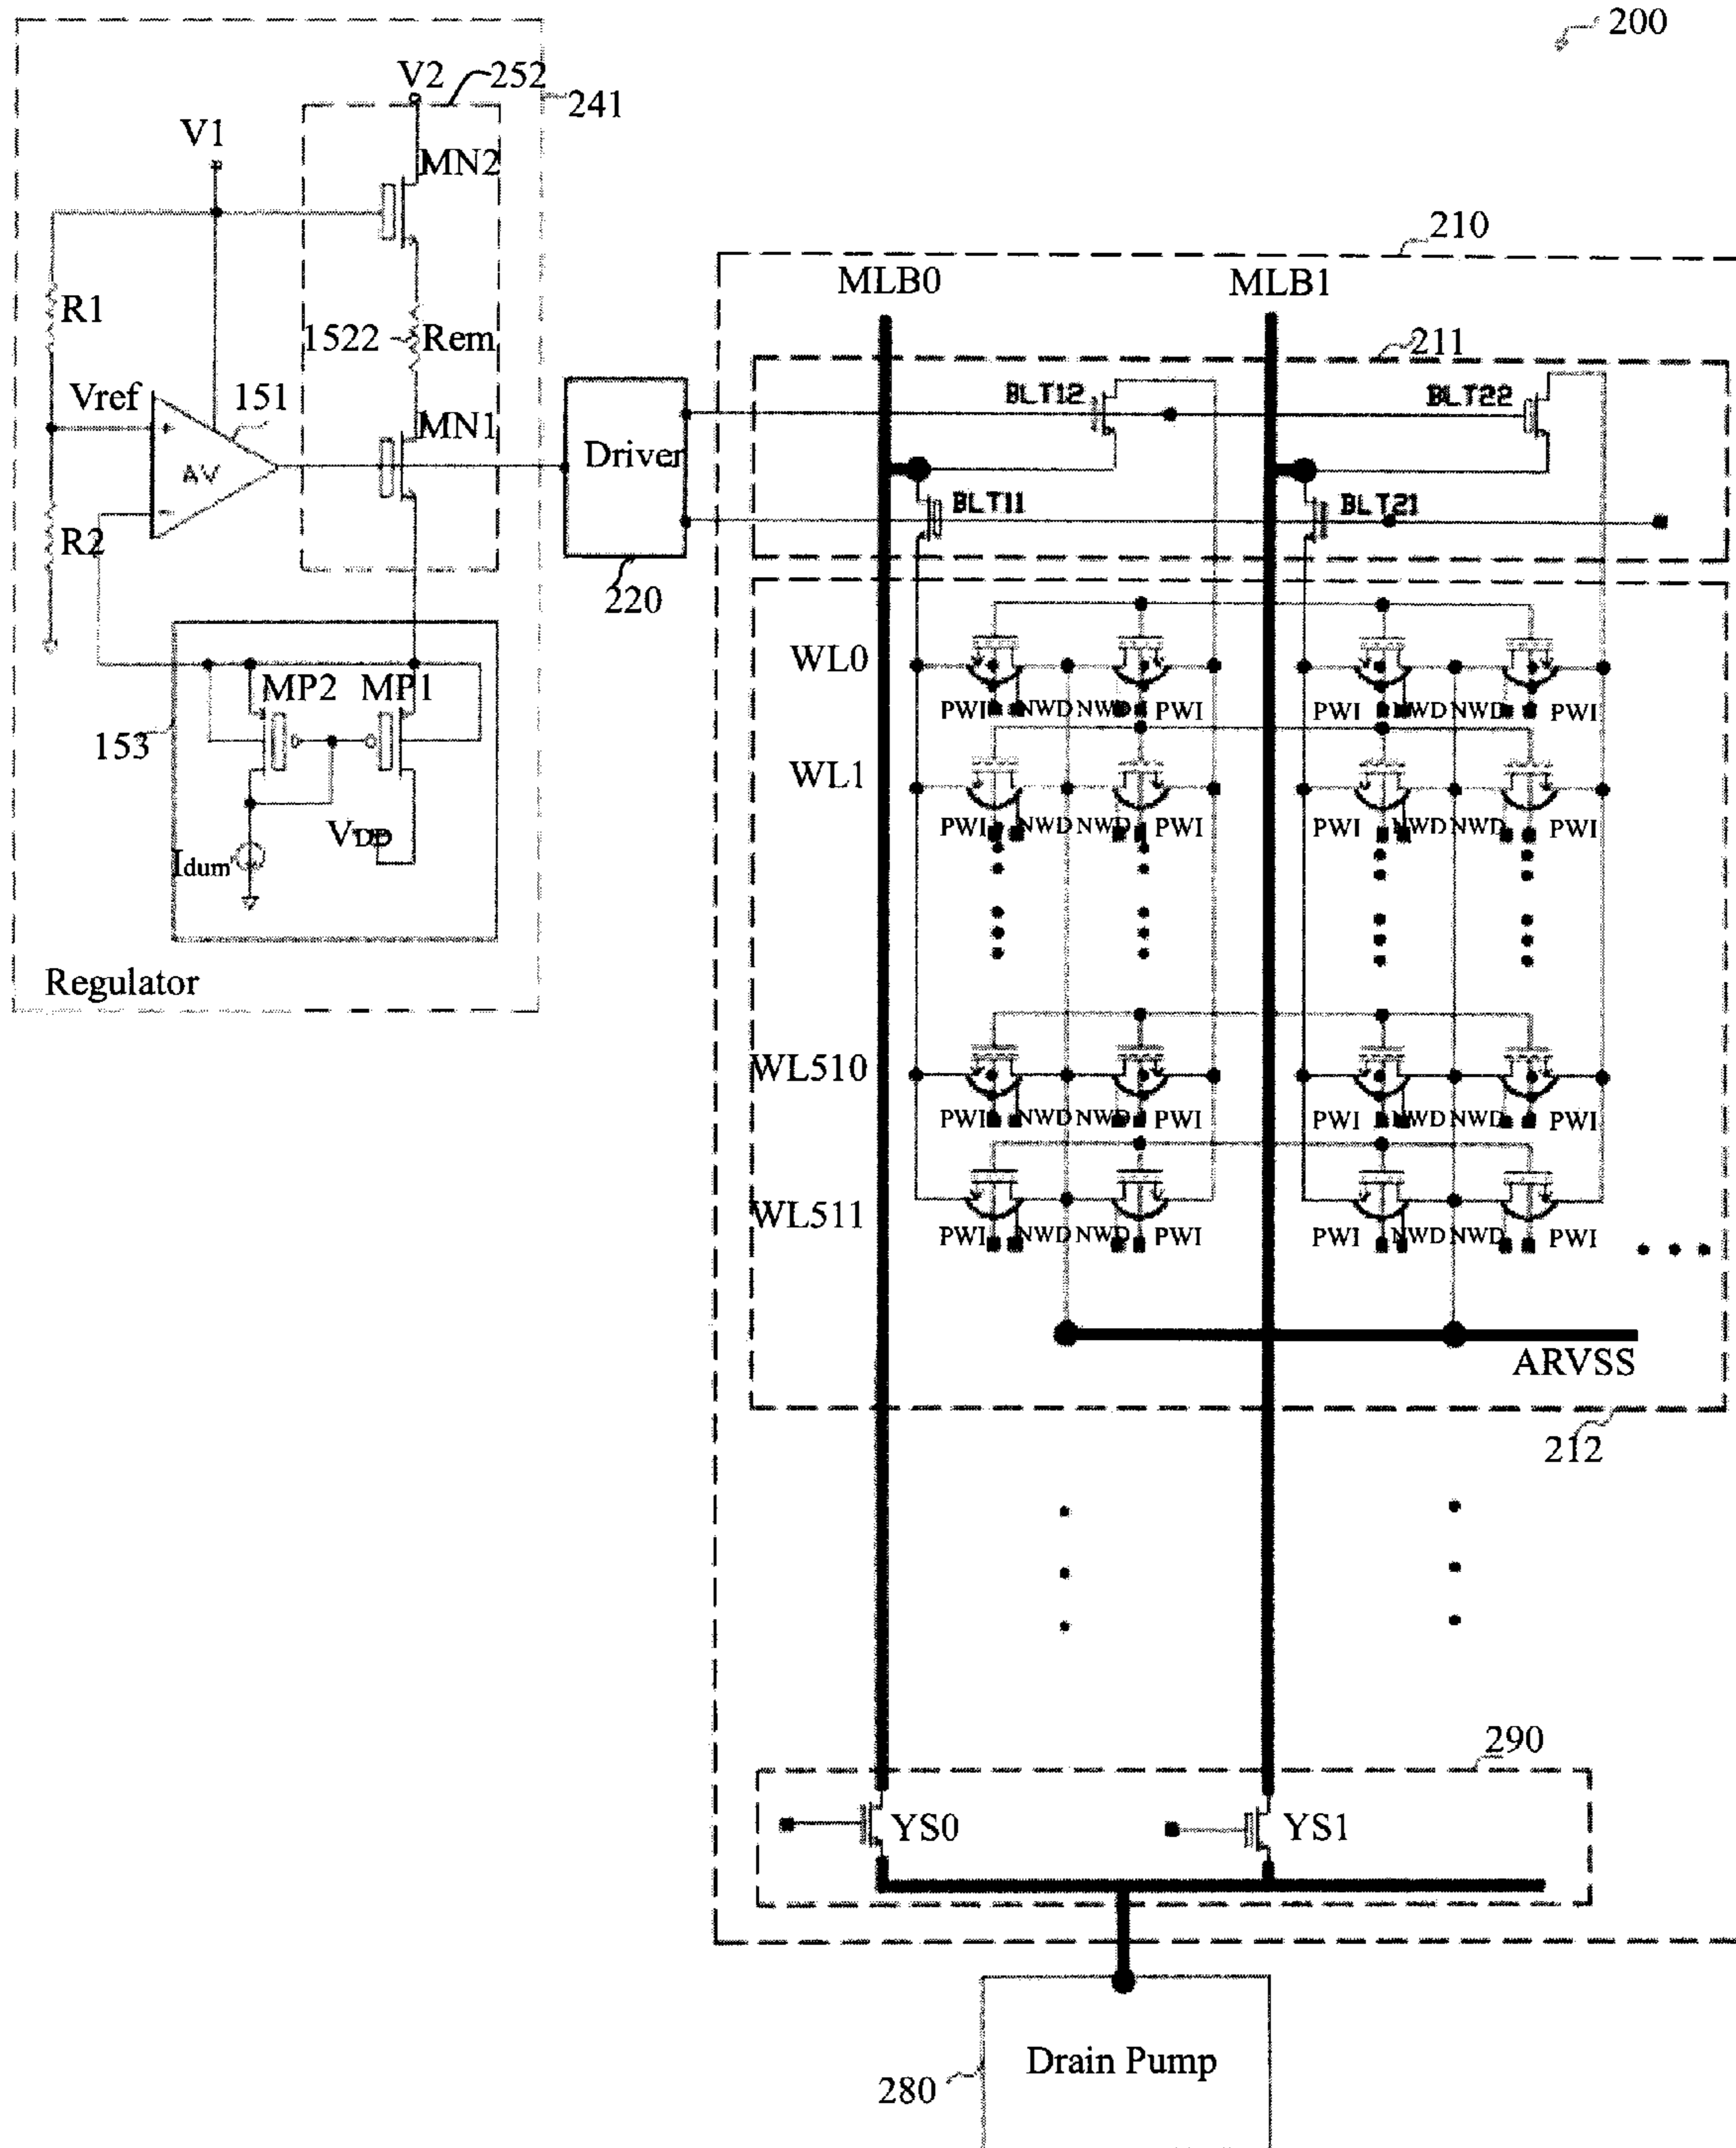 200
V2
252
241
V1
MN2
210
MLB0
MLB1
R1
1522
Rem
211
Vref
151
MN1
BLT12
BLT22
AV
Driver
BLT11
BLT21
R2
220
WL0
MP2
MP1
PWI
NWD
NWD
PWI
PWI
NWD
NWD
PWI
153
WL1
PWI
NWD
NWD
PWI
PWI
NWD
NWD
PWI
VDD
Idum
Regulator
WL510
PWI
NWD
NWD
PWI
PWI
NWD
NWD
PWI
WL511
PWI
NWD
NWD
PWI
PWI
NWD
NWD
PWI
ARVSS
212
290
YS0
YS1
Drain Pump
280